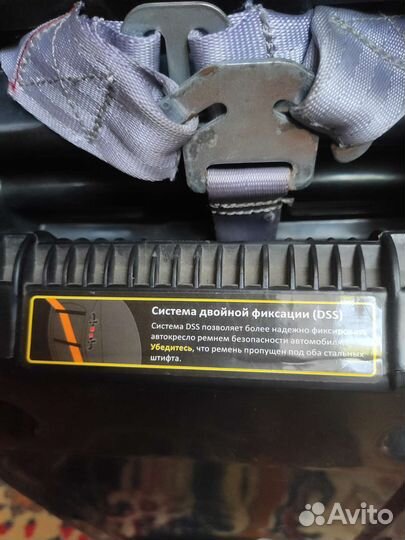 Система двойной фиксации (DSS)
Система DSS позволяет более надежно фиксировать
автокресло ремнем безопасности автомобиля.
Убедитесь, что ремень пропущен под оба стальных
штифта.
Avito